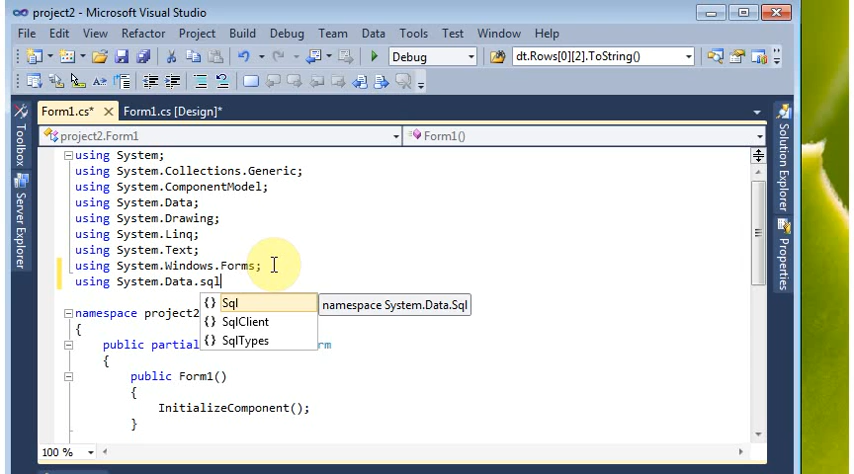 project2 - Microsoft Visual Studio
File Edit View Refactor Project Build Debug Team Data Tools Test Window Help
Debug dt.Rows[0][2].ToString()
Form1.cs* Form1.cs [Design]*
project2.Form1 Form1()
Toolbox
Server Explorer
using System;
using System.Collections.Generic;
using System.ComponentModel;
using System.Data;
using System.Drawing;
using System.Linq;
using System.Text;
using System.Windows.Forms;
using System.Data.sql
Sql namespace System.Data.Sql
SqlClient
SqlTypes
namespace project2
{
public partia rm
{
public Form1()
{
InitializeComponent();
}
100 %
Solution Explorer
Properties